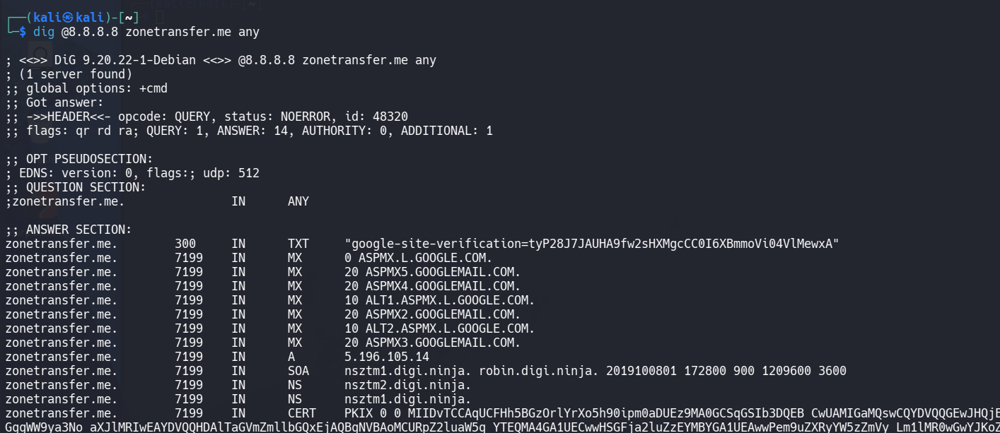 ┌──(kali㉿kali)-[~]
└─$ dig @8.8.8.8 zonetransfer.me any
; <<>> DiG 9.20.22-1-Debian <<>> @8.8.8.8 zonetransfer.me any
; (1 server found)
;; global options: +cmd
;; Got answer:
;; ->>HEADER<<- opcode: QUERY, status: NOERROR, id: 48320
;; flags: qr rd ra; QUERY: 1, ANSWER: 14, AUTHORITY: 0, ADDITIONAL: 1
;; OPT PSEUDOSECTION:
; EDNS: version: 0, flags:; udp: 512
;; QUESTION SECTION:
;zonetransfer.me. IN ANY
;; ANSWER SECTION:
zonetransfer.me. 300 IN TXT "google-site-verification=tyP28J7JAUHA9fw2sHXMgcCC0I6XBmmoVi04VlMewxA"
zonetransfer.me. 7199 IN MX 0 ASPMX.L.GOOGLE.COM.
zonetransfer.me. 7199 IN MX 20 ASPMX5.GOOGLEMAIL.COM.
zonetransfer.me. 7199 IN MX 20 ASPMX4.GOOGLEMAIL.COM.
zonetransfer.me. 7199 IN MX 10 ALT1.ASPMX.L.GOOGLE.COM.
zonetransfer.me. 7199 IN MX 20 ASPMX2.GOOGLEMAIL.COM.
zonetransfer.me. 7199 IN MX 10 ALT2.ASPMX.L.GOOGLE.COM.
zonetransfer.me. 7199 IN MX 20 ASPMX3.GOOGLEMAIL.COM.
zonetransfer.me. 7199 IN A 5.196.105.14
zonetransfer.me. 7199 IN SOA nsztm1.digi.ninja. robin.digi.ninja. 2019100801 172800 900 1209600 3600
zonetransfer.me. 7199 IN NS nsztm2.digi.ninja.
zonetransfer.me. 7199 IN NS nsztm1.digi.ninja.
zonetransfer.me. 7199 IN CERT PKIX 0 0 MIIDvTCCAqUCFHh5BGzOrlYrXo5h90ipm0aDUEz9MA0GCSqGSIb3DQEB